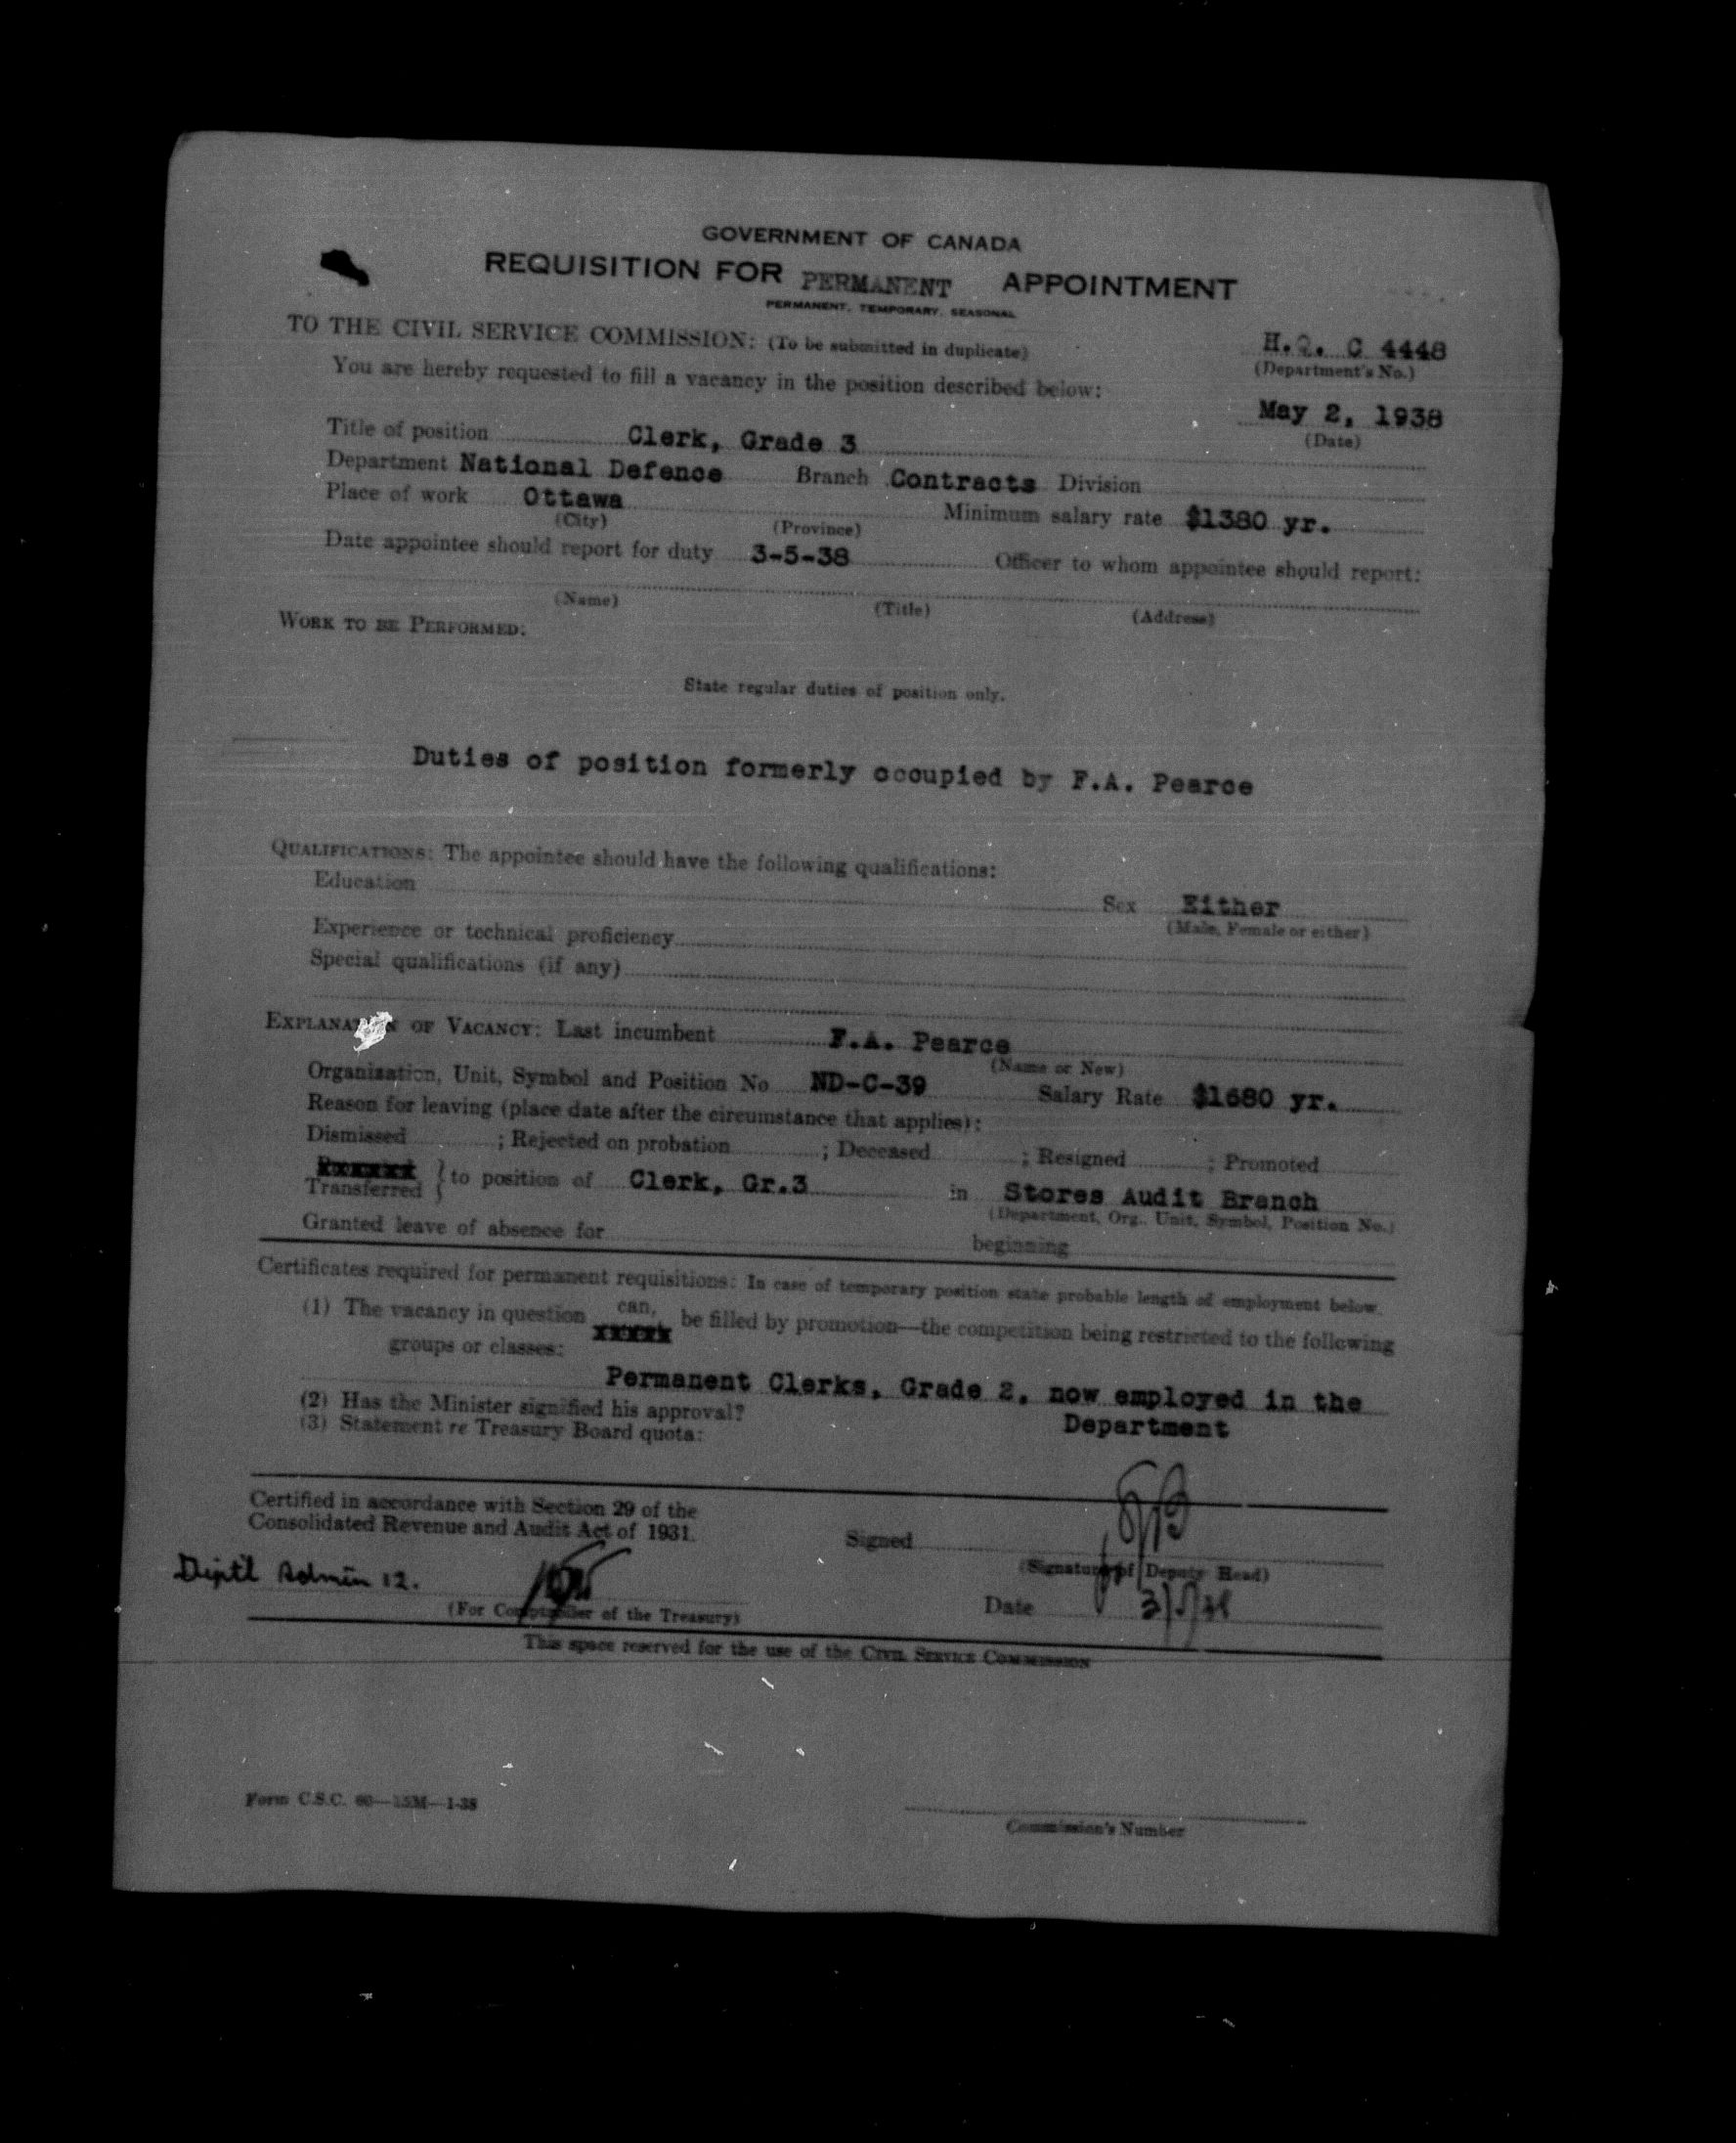 GOVERNMENT OF CANADA
REQUISITION FOR PERMANENT APPOINTMENT
PERMANENT, TEMPORARY, SEASONAL
TO THE CIVIL SERVICE COMMISSION: (To be submitted in duplicate)
H.Q. C 4448
(Department's No.)
You are hereby requested to fill a vacancy in the position described below:
May 2, 1938
(Date)
Title of position Clerk, Grade 3
Department National Defence Branch Contracts Division
Place of work Ottawa Minimum salary rate $1380 yr.
(City) (Province)
Date appointee should report for duty 3-5-38 Officer to whom appointee should report:
(Name) (Title) (Address)
WORK TO BE PERFORMED:
State regular duties of position only.
Duties of position formerly occupied by F.A. Pearce
QUALIFICATIONS: The appointee should have the following qualifications:
Education Sex Either
(Male, Female or either)
Experience or technical proficiency
Special qualifications (if any)
EXPLANATION OF VACANCY: Last incumbent F.A. Pearce
(Name or New)
Organization, Unit, Symbol and Position No ND-C-39 Salary Rate $1680 yr.
Reason for leaving (place date after the circumstance that applies):
Dismissed ; Rejected on probation ; Deceased ; Resigned ; Promoted
xxxxxx
Transferred } to position of Clerk, Gr.3 in Stores Audit Branch
(Department, Org. Unit, Symbol, Position No.)
Granted leave of absence for beginning
Certificates required for permanent requisitions: In case of temporary position state probable length of employment below.
(1) The vacancy in question can, xxxxx be filled by promotion—the competition being restricted to the following
groups or classes:
Permanent Clerks, Grade 2, now employed in the
Department
(2) Has the Minister signified his approval?
(3) Statement re Treasury Board quota:
Certified in accordance with Section 29 of the
Consolidated Revenue and Audit Act of 1931.
Signed
(Signature of Deputy Head)
Dept'l Admin 12.
(For Comptroller of the Treasury)
Date 3/5/38
This space reserved for the use of the CIVIL SERVICE COMMISSION
Form C.S.C. 60—15M—1-38
Commission's Number